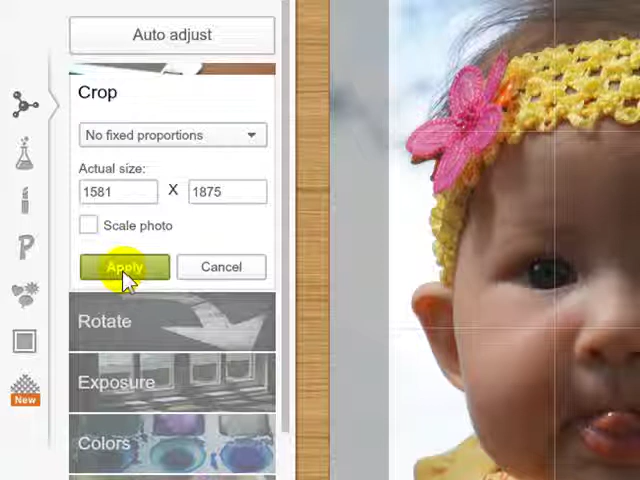 Auto adjust
Crop
No fixed proportions
Actual size:
1581 X 1875
Scale photo
Apply Cancel
Rotate
Exposure
Colors
P
New